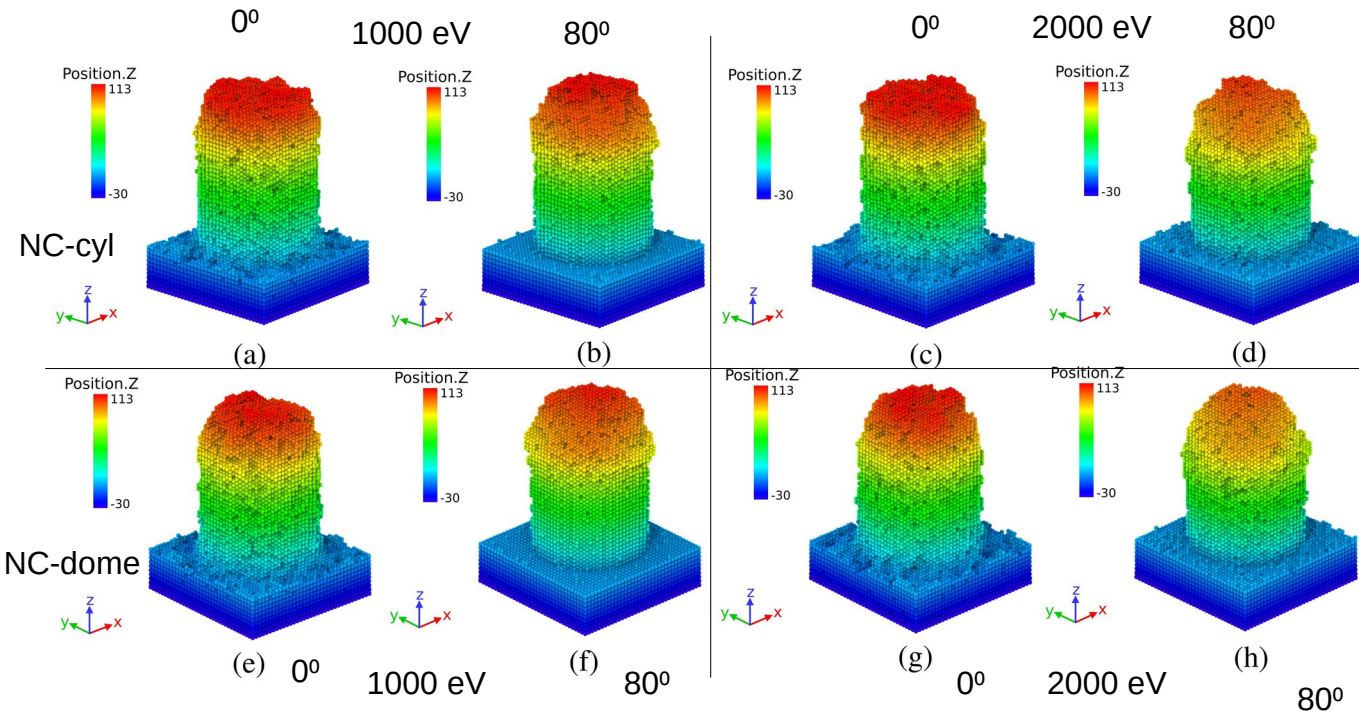 0⁰ 1000 eV 80⁰ 0⁰ 2000 eV 80⁰
Position.Z Position.Z Position.Z Position.Z
113 113 113 113
-30 -30 -30 -30
NC-cyl
z z z z
y x y x y x y x
(a) (b) (c) (d)
Position.Z Position.Z Position.Z Position.Z
113 113 113 113
-30 -30 -30 -30
NC-dome
z z z z
y x y x y x y x
(e) (f) (g) (h)
0⁰ 1000 eV 80⁰ 0⁰ 2000 eV 80⁰